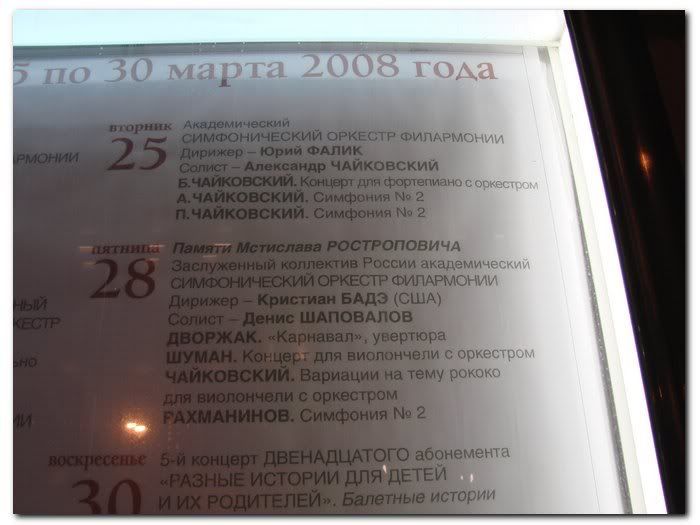 5 по 30 марта 2008 года
вторник Академический
25 СИМФОНИЧЕСКИЙ ОРКЕСТР ФИЛАРМОНИИ
Дирижер – Юрий ФАЛИК
Солист – Александр ЧАЙКОВСКИЙ
Б.ЧАЙКОВСКИЙ. Концерт для фортепиано с оркестром
А.ЧАЙКОВСКИЙ. Симфония № 2
П.ЧАЙКОВСКИЙ. Симфония № 2
пятница Памяти Мстислава РОСТРОПОВИЧА
28 Заслуженный коллектив России академический
СИМФОНИЧЕСКИЙ ОРКЕСТР ФИЛАРМОНИИ
Дирижер – Кристиан БАДЭ (США)
Солист – Денис ШАПОВАЛОВ
ДВОРЖАК. «Карнавал», увертюра
ШУМАН. Концерт для виолончели с оркестром
ЧАЙКОВСКИЙ. Вариации на тему рококо
для виолончели с оркестром
РАХМАНИНОВ. Симфония № 2
воскресенье 5-й концерт ДВЕНАДЦАТОГО абонемента
30 «РАЗНЫЕ ИСТОРИИ ДЛЯ ДЕТЕЙ
И ИХ РОДИТЕЛЕЙ». Балетные истории